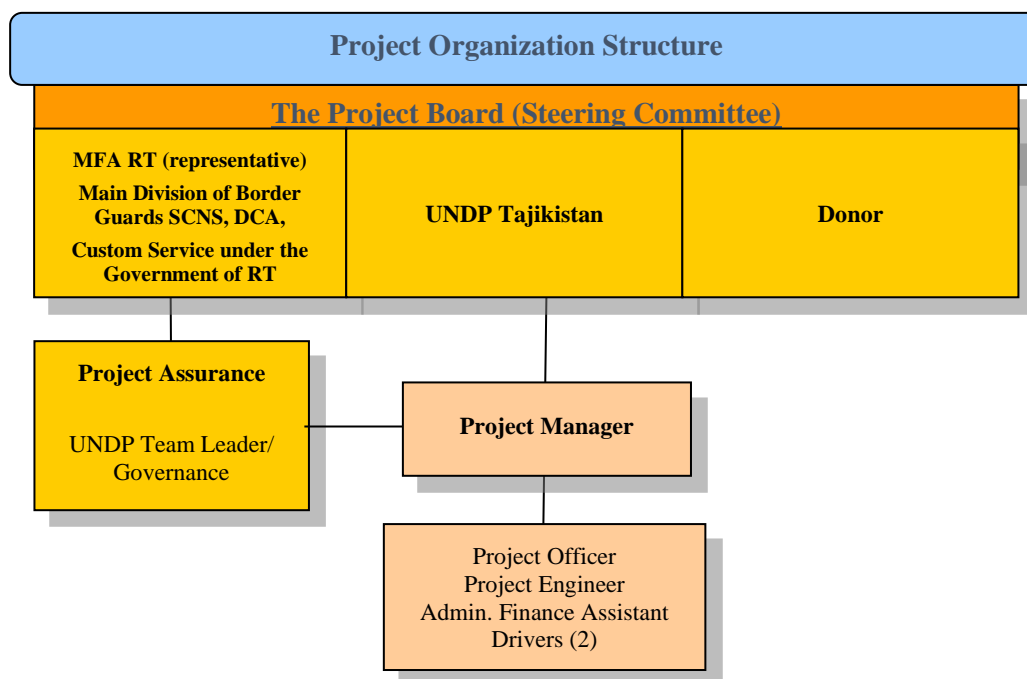 Project Organization Structure
The Project Board (Steering Committee)
MFA RT (representative)
Main Division of Border
Guards SCNS, DCA,
Custom Service under the
Government of RT
UNDP Tajikistan
Donor
Project Assurance
UNDP Team Leader/
Governance
Project Manager
Project Officer
Project Engineer
Admin. Finance Assistant
Drivers (2)